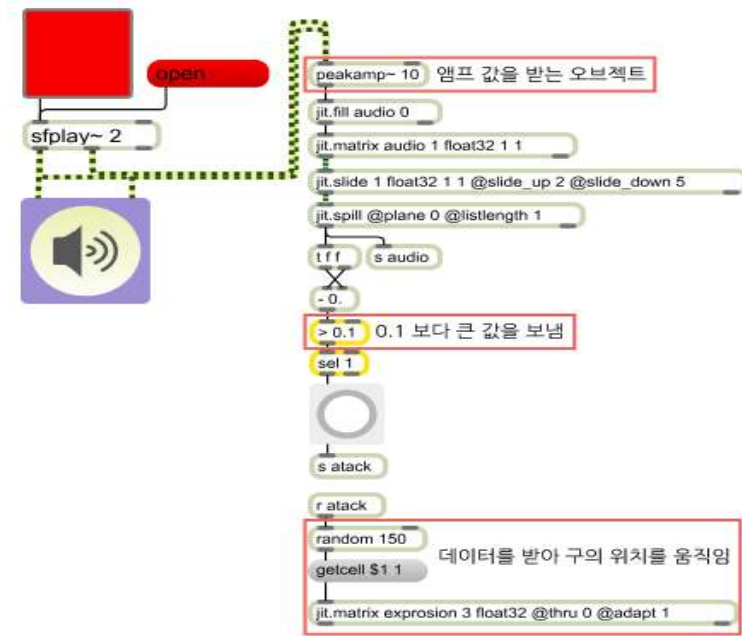 open
sfplay~ 2
peakamp~ 10 앰프 값을 받는 오브젝트
jit.fill audio 0
jit.matrix audio 1 float32 1 1
jit.slide 1 float32 1 1 @slide_up 2 @slide_down 5
jit.spill @plane 0 @listlength 1
t f f s audio
- 0.
> 0.1 0.1 보다 큰 값을 보냄
sel 1
s atack
r atack
random 150
데이터를 받아 구의 위치를 움직임
getcell $1 1
jit.matrix exprosion 3 float32 @thru 0 @adapt 1